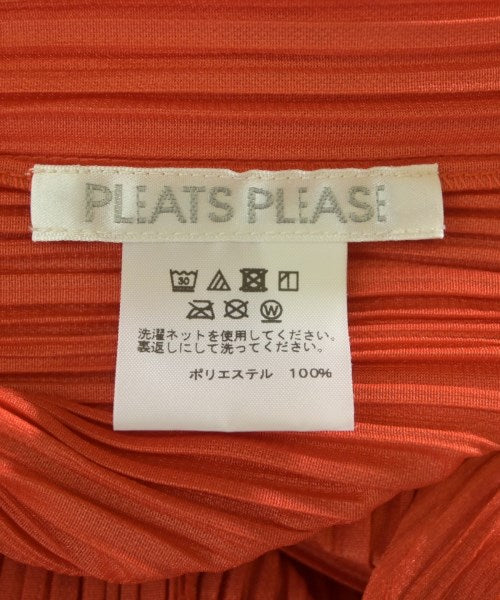 PLEATS PLEASE
30
W
洗濯ネットを使用してください。
裏返しにして洗ってください。
ポリエステル 100%